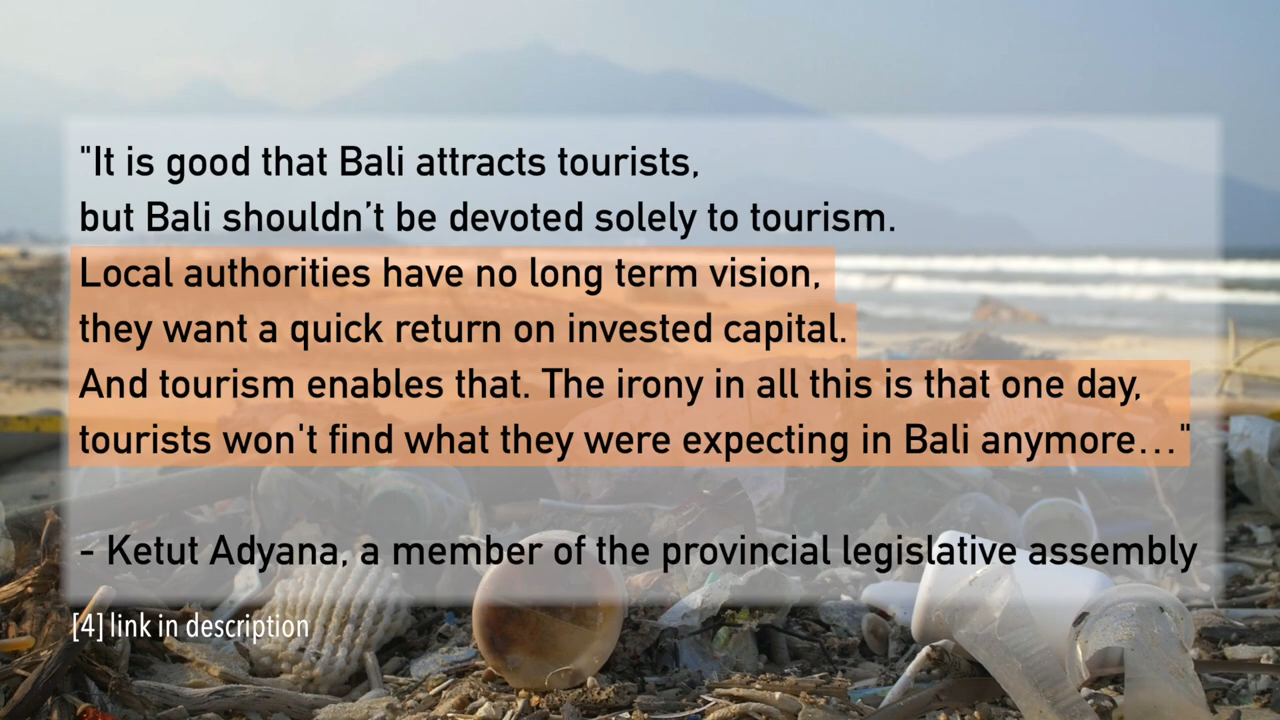 "It is good that Bali attracts tourists,
but Bali shouldn’t be devoted solely to tourism.
Local authorities have no long term vision,
they want a quick return on invested capital.
And tourism enables that. The irony in all this is that one day,
tourists won't find what they were expecting in Bali anymore…"
- Ketut Adyana, a member of the provincial legislative assembly
[4] link in description